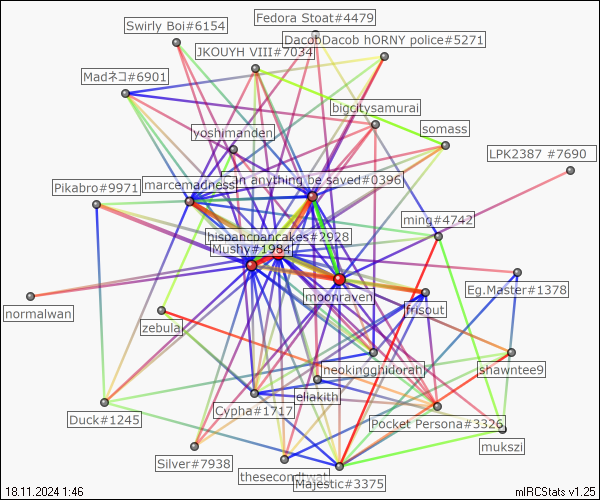 Fedora Stoat#4479
Swirly Boi#6154
DacobDacob hORNY police#5271
JKOUYH VIII#7034
Madネコ#6901
bigcitysamurai
somass
yoshimanden
LPK2387 #7690
can anything be saved#0396
marcemadness
Pikabro#9971
ming#4742
hispancpancakes#2928
Mushy#1984
Eg.Master#1378
moonraven
frisout
normalwan
zebula
neokingghidorah
shawntee9
eliakith
Cypha#1717
Duck#1245
Pocket Persona#3326
mukszi
Silver#7938
thesecondtwat
Majestic#3375
18.11.2024 1:46
mIRCStats v1.25